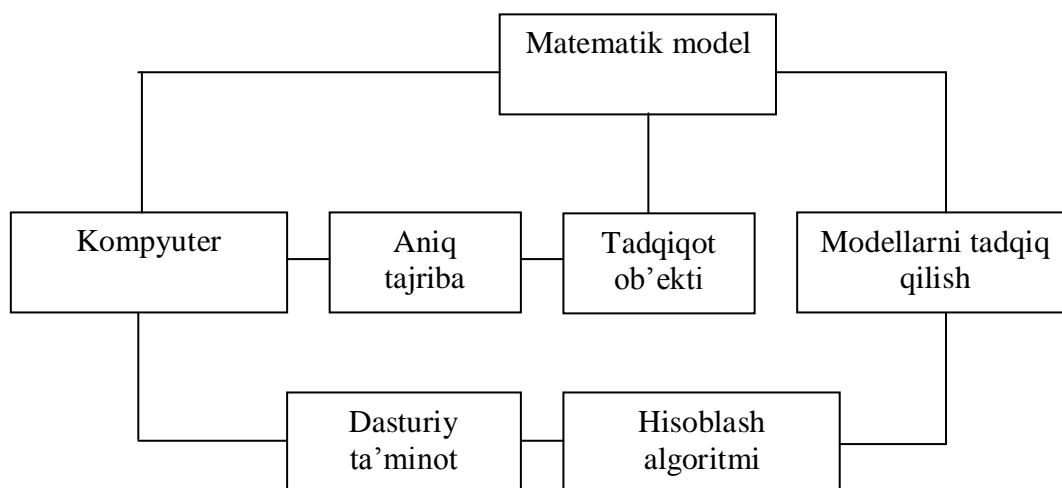 Matematik model
Kompyuter
Aniq
tajriba
Tadqiqot
ob’ekti
Modellarni tadqiq
qilish
Dasturiy
ta’minot
Hisoblash
algoritmi